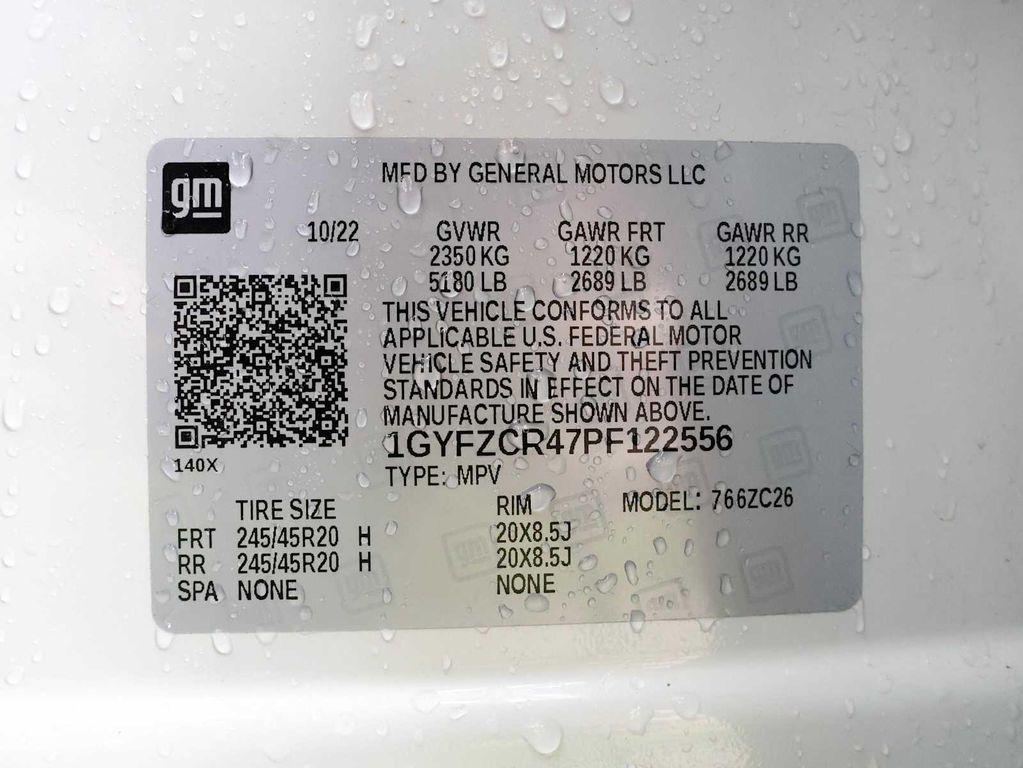 gm
MFD BY GENERAL MOTORS LLC
10/22 GVWR GAWR FRT GAWR RR
2350 KG 1220 KG 1220 KG
5180 LB 2689 LB 2689 LB
THIS VEHICLE CONFORMS TO ALL
APPLICABLE U.S. FEDERAL MOTOR
VEHICLE SAFETY AND THEFT PREVENTION
STANDARDS IN EFFECT ON THE DATE OF
MANUFACTURE SHOWN ABOVE.
1GYFZCR47PF122556
140X
TYPE: MPV
TIRE SIZE RIM MODEL: 766ZC26
FRT 245/45R20 H 20X8.5J
RR 245/45R20 H 20X8.5J
SPA NONE NONE